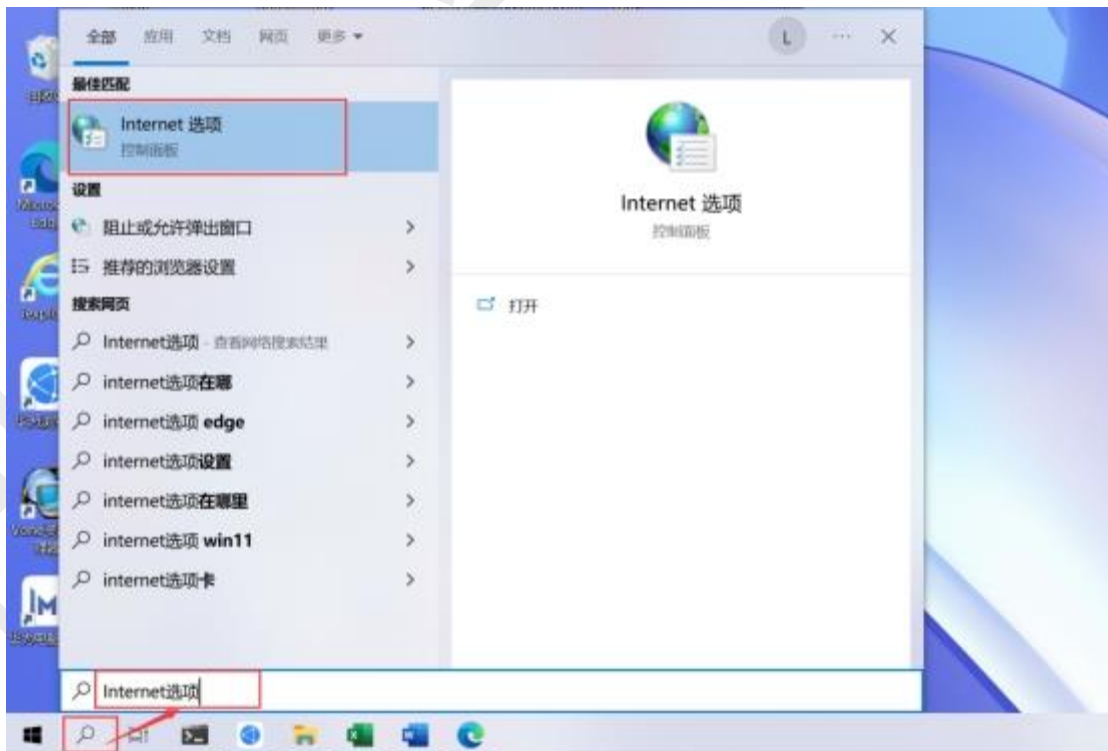 全部 应用 文档 网页 更多
L
最佳匹配
Internet 选项
控制面板
设置
阻止或允许弹出窗口
推荐的浏览器设置
搜索网页
Internet选项 - 查看网络搜索结果
internet选项在哪
internet选项 edge
internet选项设置
internet选项在哪里
internet选项 win11
internet选项卡
Internet选项
Internet 选项
控制面板
打开